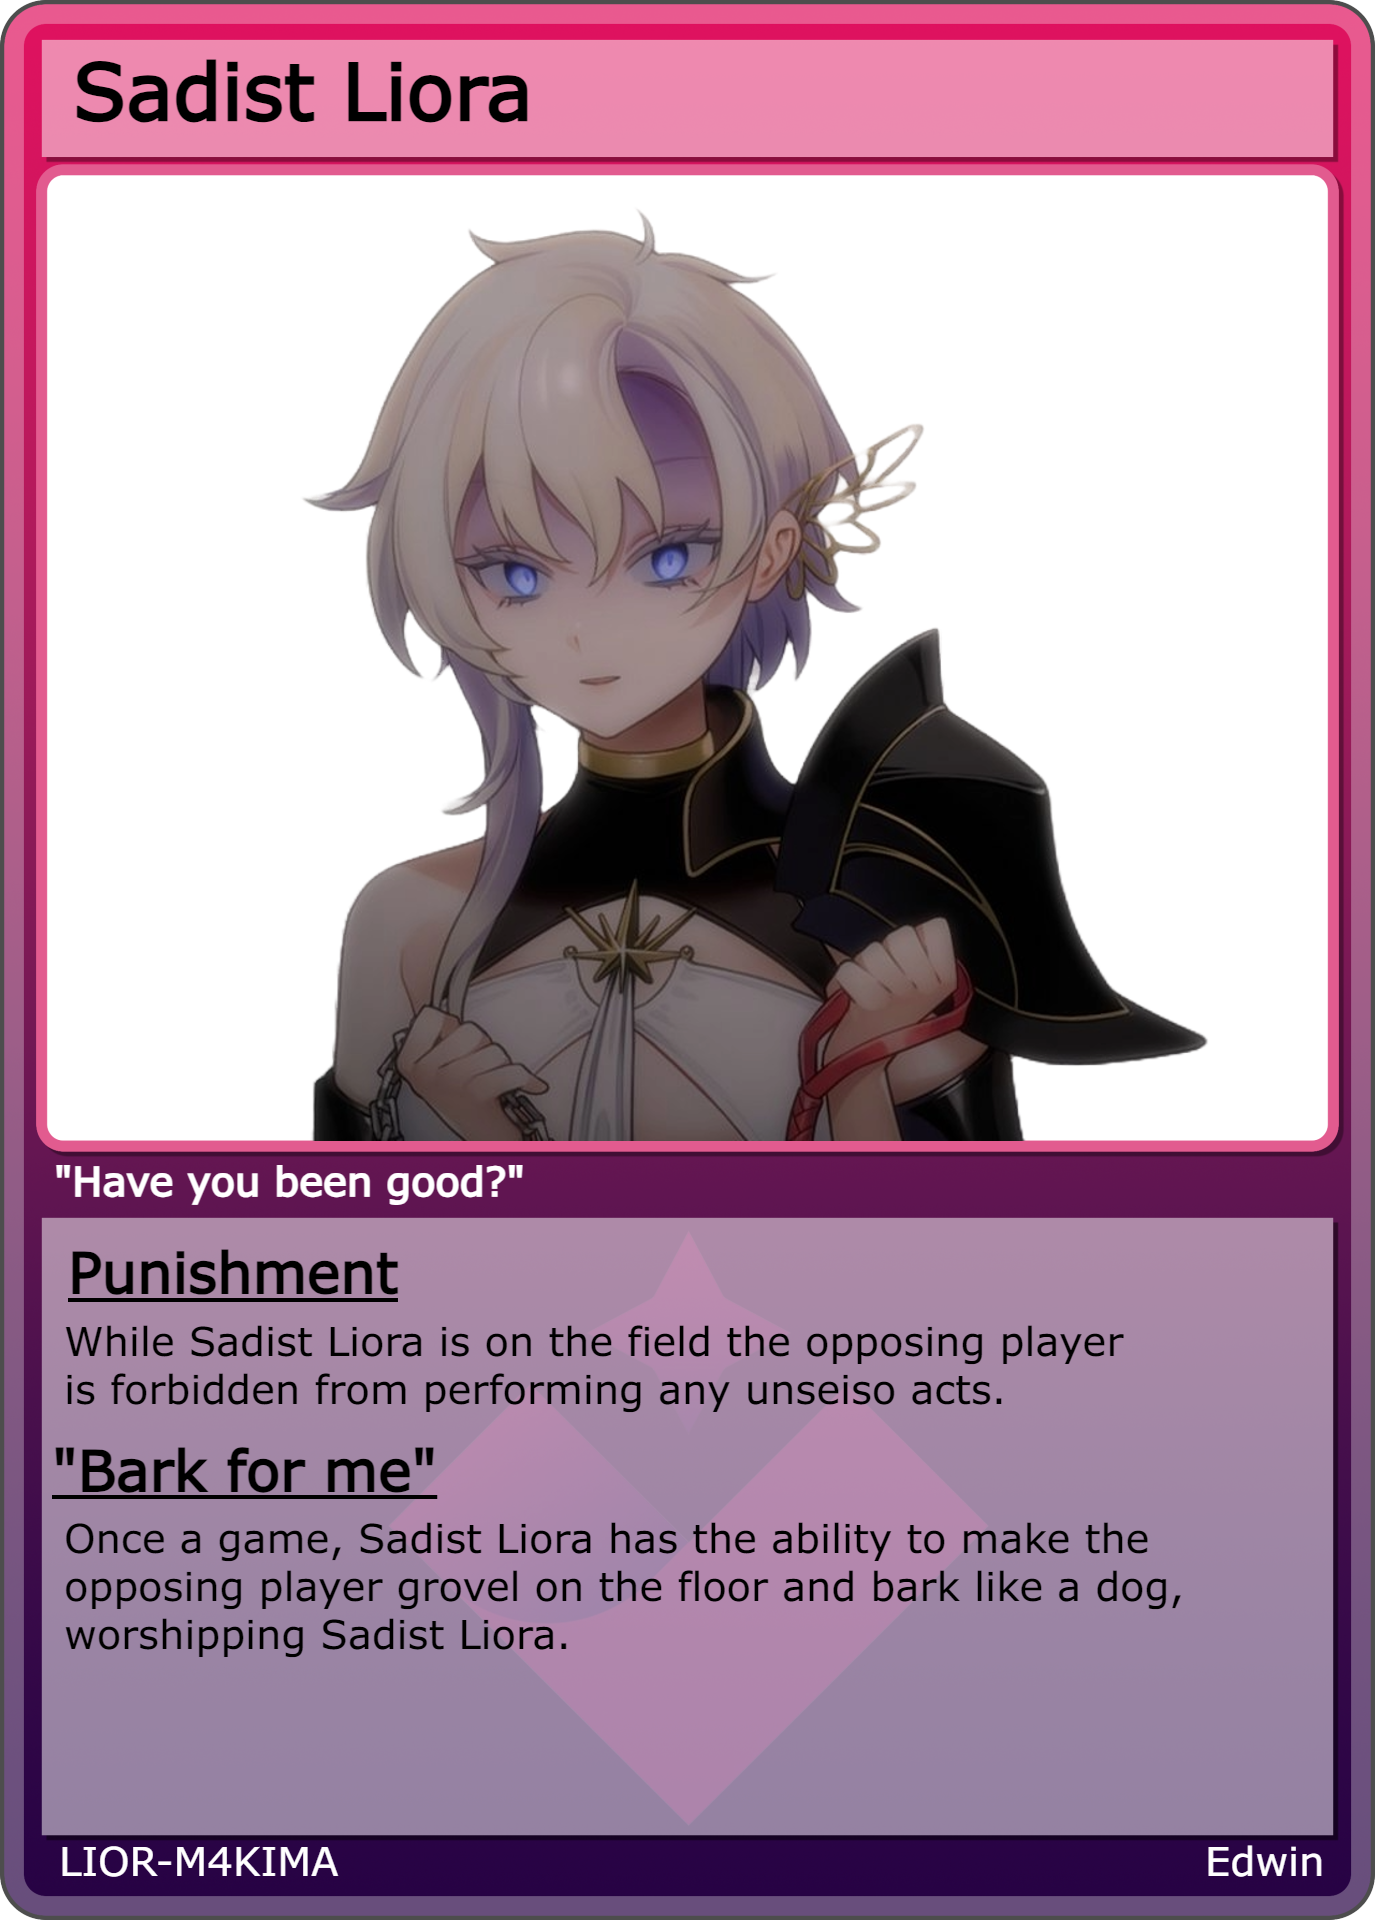 Sadist Liora
"Have you been good?"
Punishment
While Sadist Liora is on the field the opposing player
is forbidden from performing any unseiso acts.
"Bark for me"
Once a game, Sadist Liora has the ability to make the
opposing player grovel on the floor and bark like a dog,
worshipping Sadist Liora.
LIOR-M4KIMA
Edwin